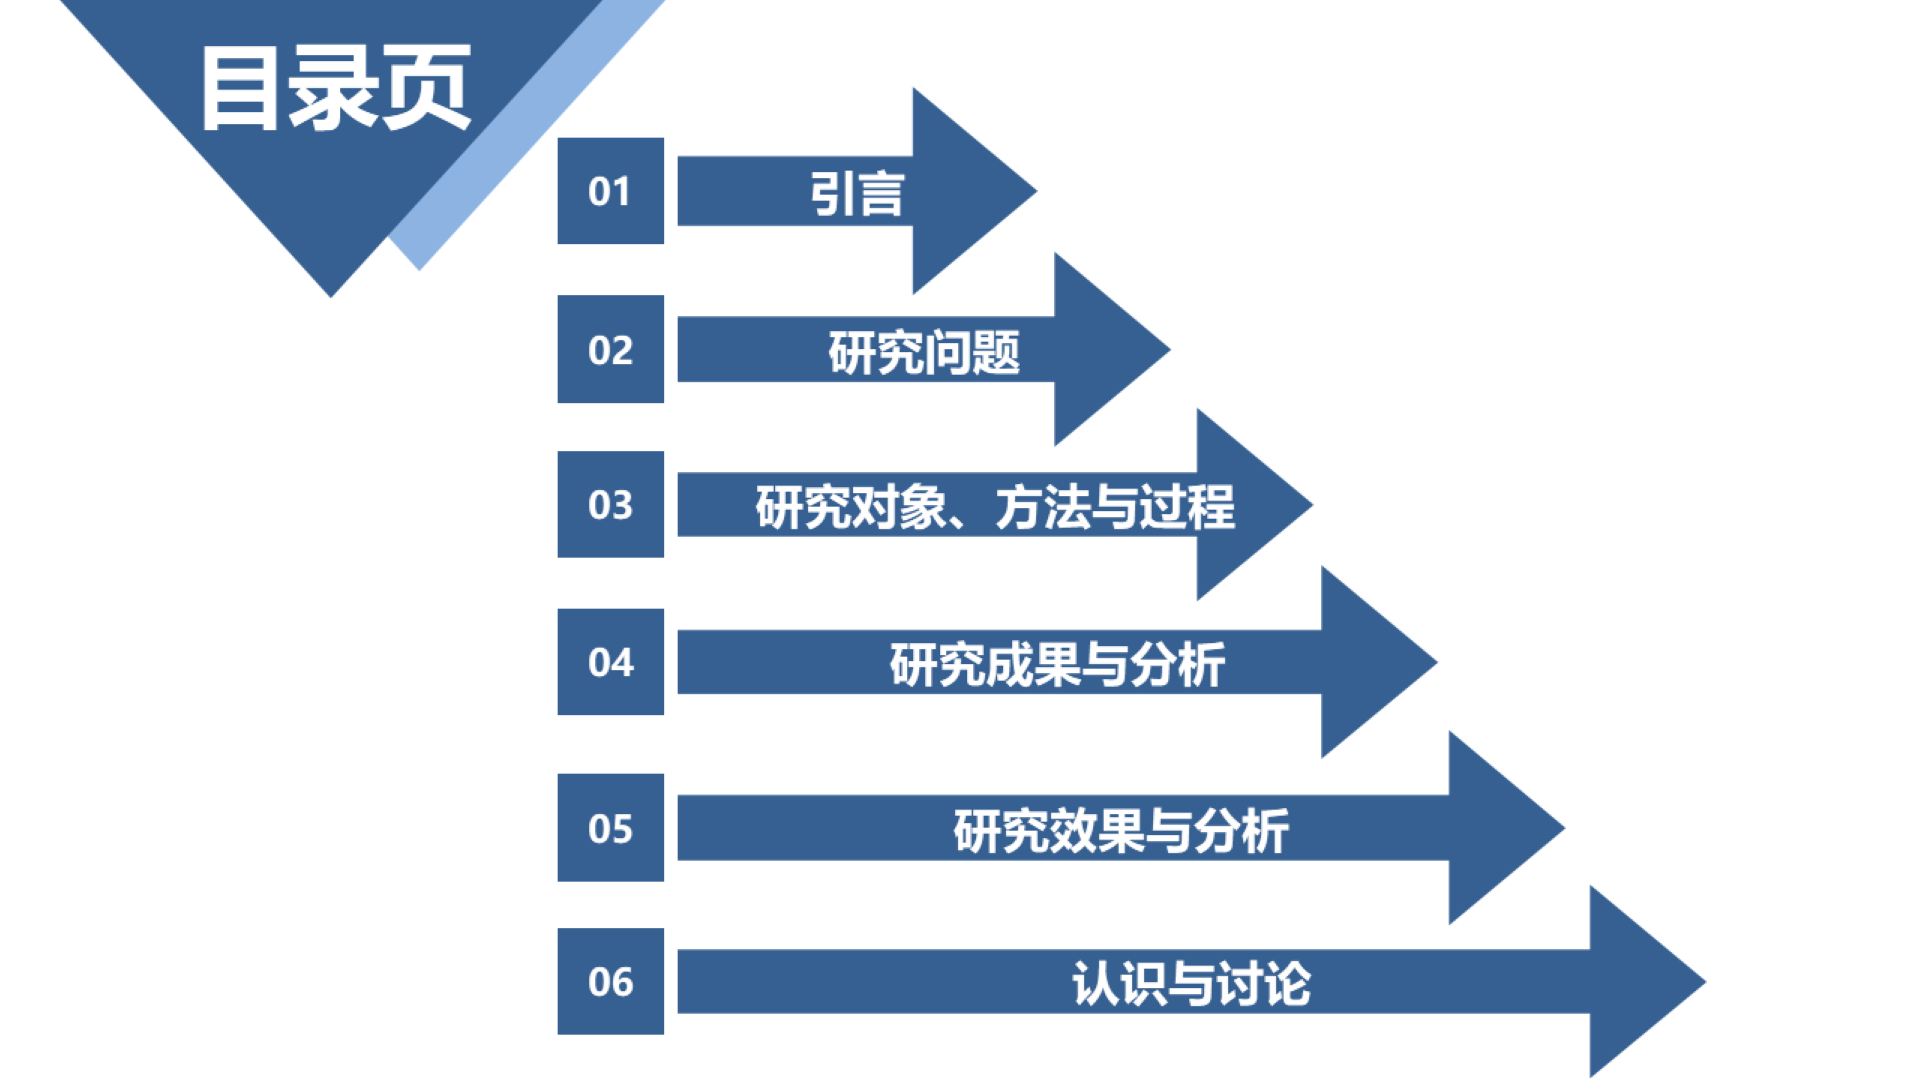 目录页
01 引言
02 研究问题
03 研究对象、方法与过程
04 研究成果与分析
05 研究效果与分析
06 认识与讨论